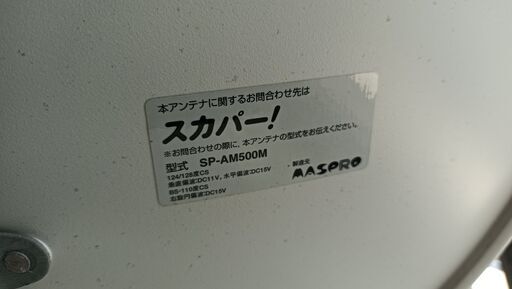 本アンテナに関するお問合わせ先は
スカパー!
※お問合わせの際に、本アンテナの型式をお伝えください。
型式 SP-AM500M
124/128度CS
垂直偏波:DC11V、水平偏波:DC15V
BS・110度CS
右旋円偏波:DC15V
製造元
MASPRO